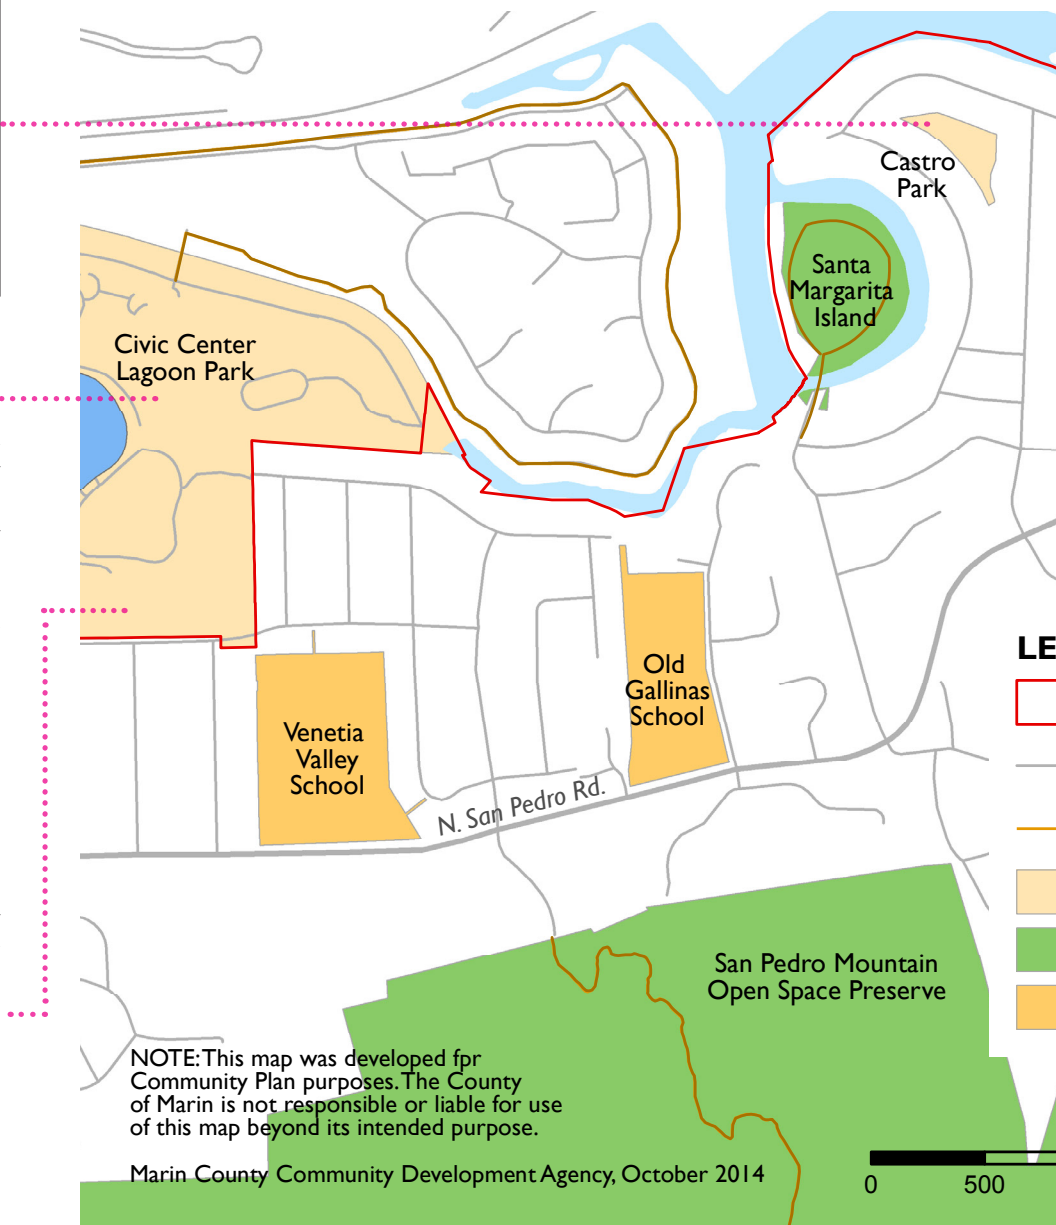 Castro
Park
Santa
Margarita
Island
Civic Center
Lagoon Park
LE
Old
Gallinas
School
Venetia
Valley
School
N. San Pedro Rd.
San Pedro Mountain
Open Space Preserve
NOTE: This map was developed fpr
Community Plan purposes. The County
of Marin is not responsible or liable for use
of this map beyond its intended purpose.
Marin County Community Development Agency, October 2014
0 500